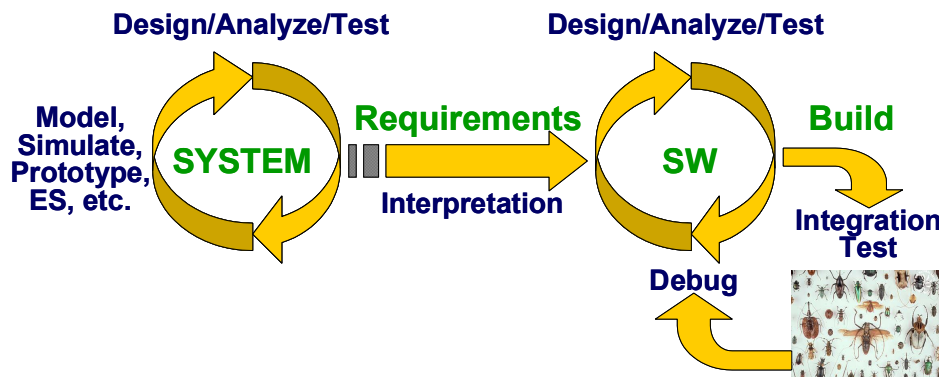 Design/Analyze/Test
Design/Analyze/Test
Model,
Simulate,
Prototype,
ES, etc.
SYSTEM
Requirements
Interpretation
SW
Build
Integration
Test
Debug